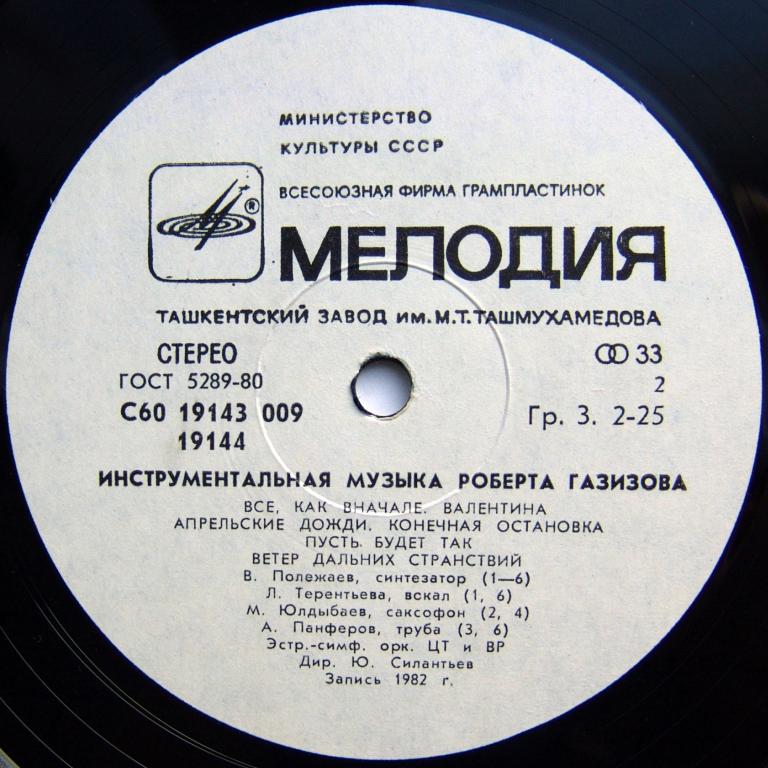 МИНИСТЕРСТВО
КУЛЬТУРЫ СССР
ВСЕСОЮЗНАЯ ФИРМА ГРАМПЛАСТИНОК
®
МЕЛОДИЯ
ТАШКЕНТСКИЙ ЗАВОД им. М.Т.ТАШМУХАМЕДОВА
СТЕРЕО 33
ГОСТ 5289-80 2
С60 19143 009 Гр. 3. 2-25
19144
ИНСТРУМЕНТАЛЬНАЯ МУЗЫКА РОБЕРТА ГАЗИЗОВА
ВСЕ, КАК ВНАЧАЛЕ. ВАЛЕНТИНА
АПРЕЛЬСКИЕ ДОЖДИ. КОНЕЧНАЯ ОСТАНОВКА
ПУСТЬ БУДЕТ ТАК
ВЕТЕР ДАЛЬНИХ СТРАНСТВИЙ
В. Полежаев, синтезатор (1—6)
Л. Терентьева, вокал (1, 6)
М. Юлдыбаев, саксофон (2, 4)
А. Панферов, труба (3, 6)
Эстр.-симф. орк. ЦТ и ВР
Дир. Ю. Силантьев
Запись 1982 г.